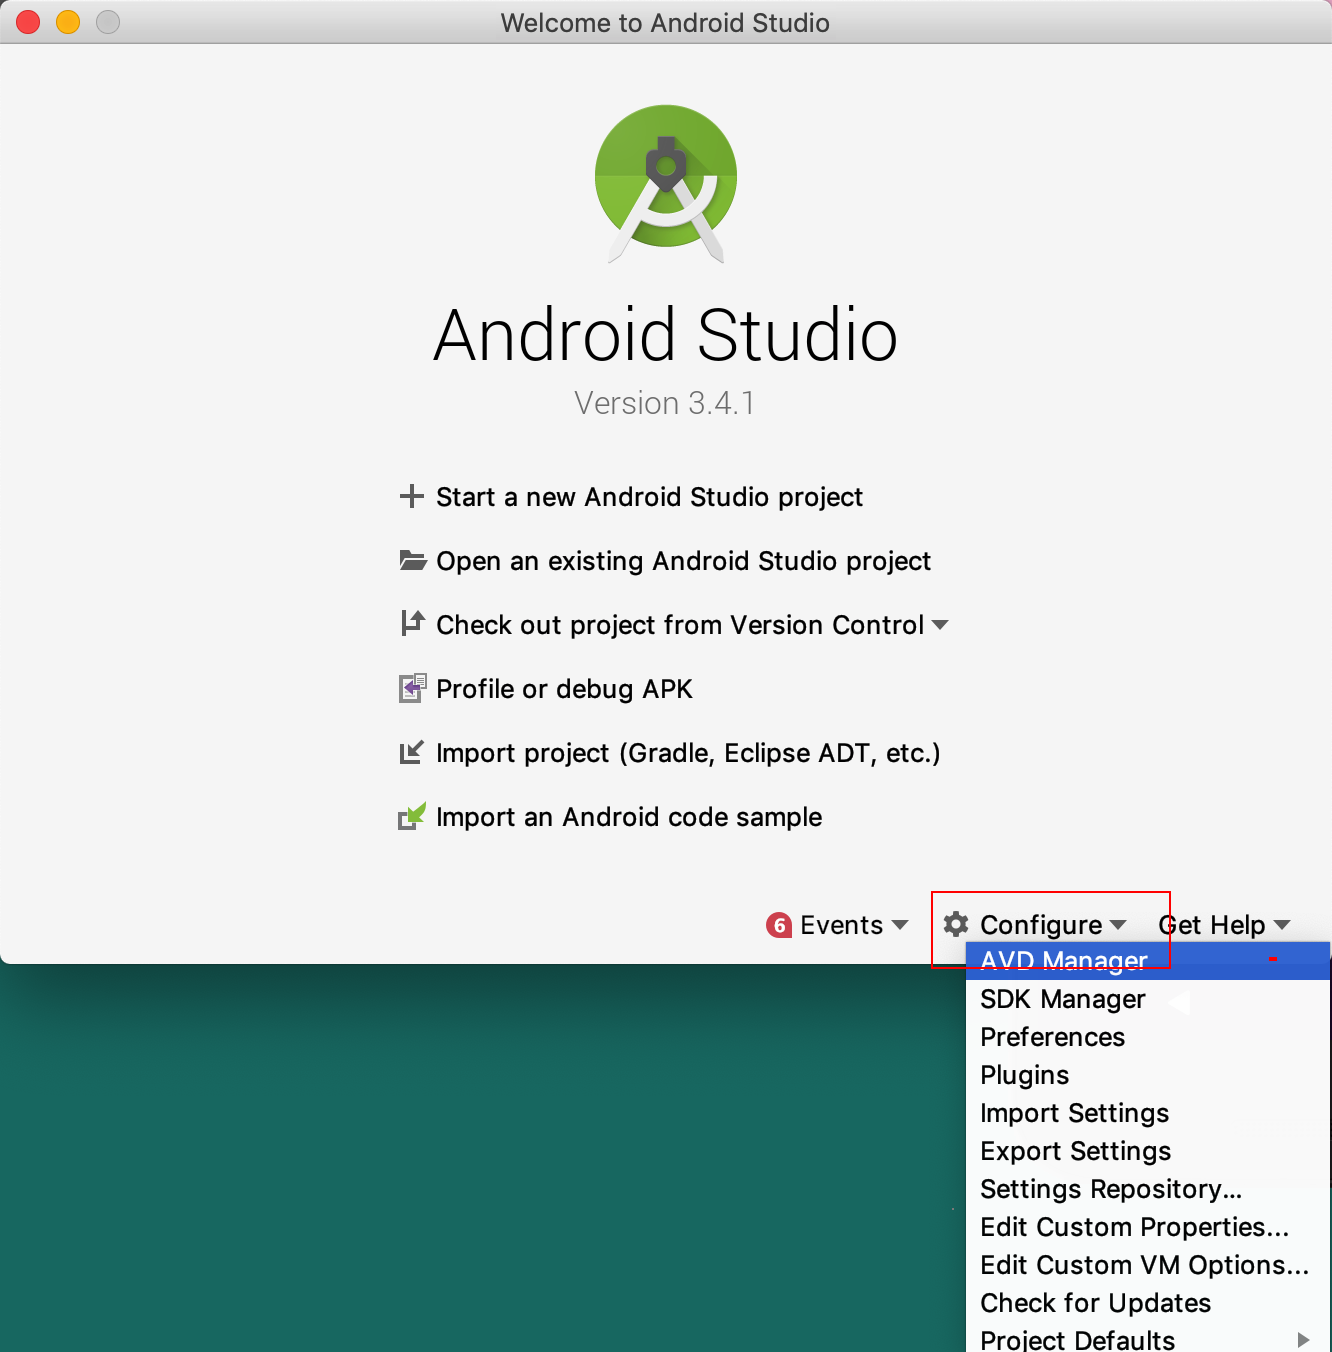 Welcome to Android Studio
Android Studio
Version 3.4.1
Start a new Android Studio project
Open an existing Android Studio project
Check out project from Version Control
Profile or debug APK
Import project (Gradle, Eclipse ADT, etc.)
Import an Android code sample
6 Events Configure Get Help
AVD Manager
SDK Manager
Preferences
Plugins
Import Settings
Export Settings
Settings Repository...
Edit Custom Properties...
Edit Custom VM Options...
Check for Updates
Project Defaults